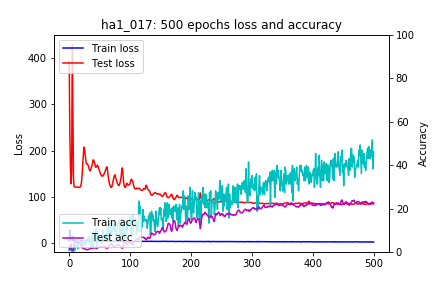 ha1_017: 500 epochs loss and accuracy
Train loss
Test loss
Train acc
Test acc
Loss
400
300
200
100
0
Accuracy
100
80
60
40
20
0
0
100
200
300
400
500